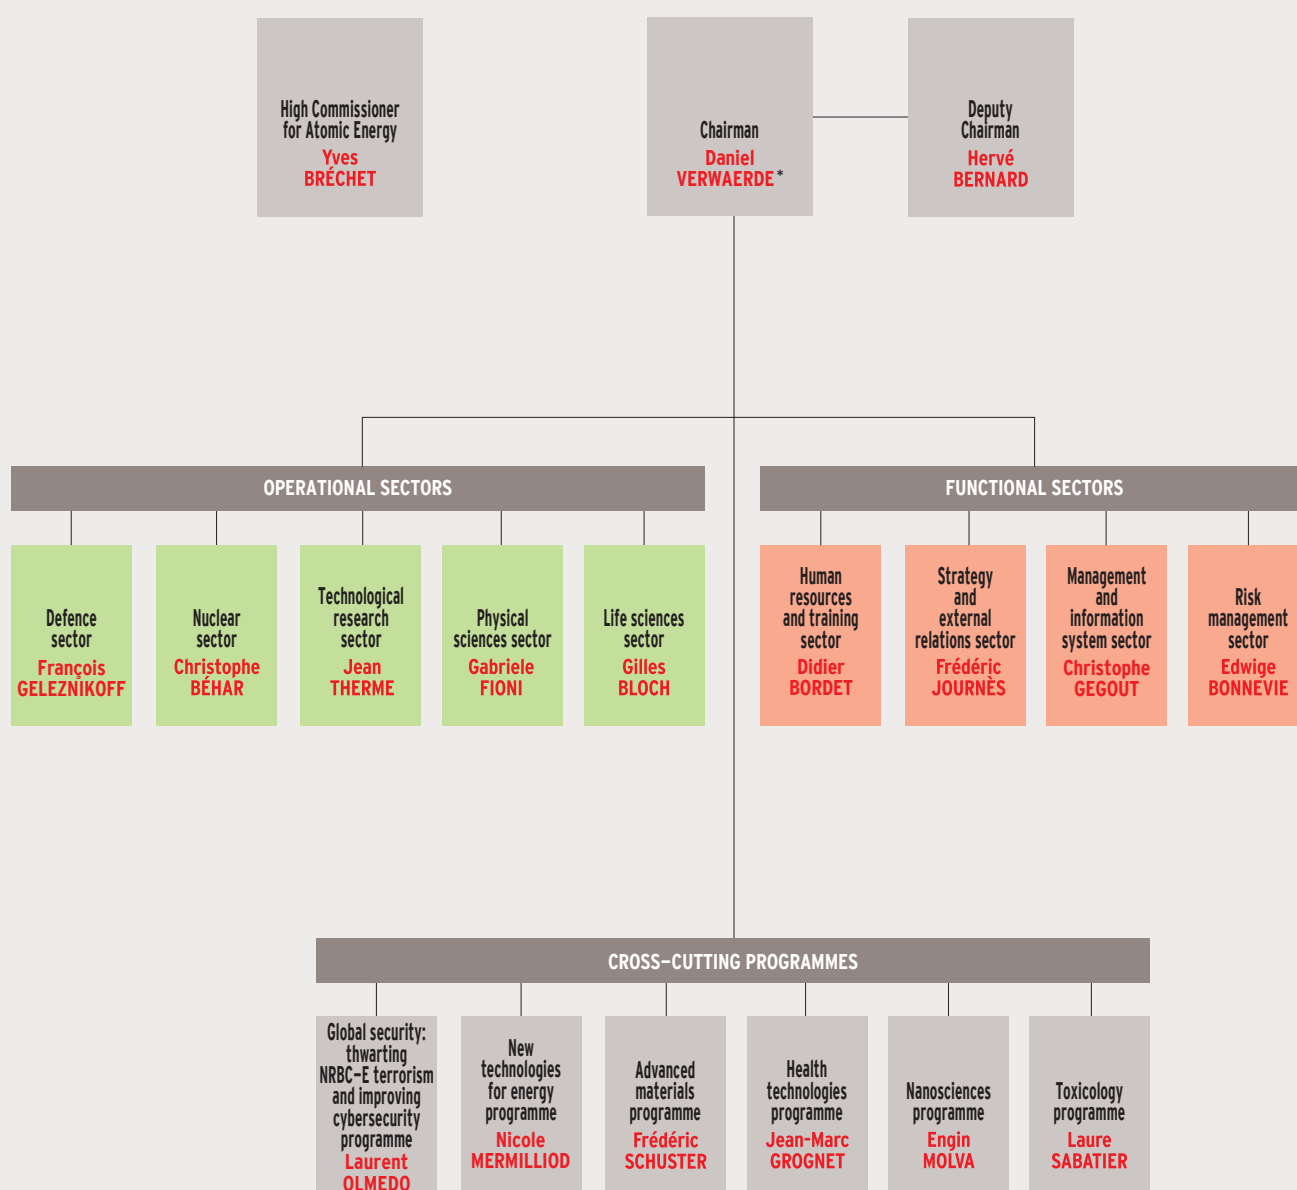 High Commissioner
for Atomic Energy
Yves
BRÉCHET
Chairman
Daniel
VERWAERDE*
Deputy
Chairman
Hervé
BERNARD
OPERATIONAL SECTORS
Defence
sector
François
GELEZNIKOFF
Nuclear
sector
Christophe
BÉHAR
Technological
research
sector
Jean
THERME
Physical
sciences sector
Gabriele
FIONI
Life sciences
sector
Gilles
BLOCH
FUNCTIONAL SECTORS
Human
resources
and training
sector
Didier
BORDET
Strategy
and
external
relations sector
Frédéric
JOURNÈS
Management
and
information
system sector
Christophe
GEGOUT
Risk
management
sector
Edwige
BONNEVIE
CROSS–CUTTING PROGRAMMES
Global security:
thwarting
NRBC–E terrorism
and improving
cybersecurity
programme
Laurent
OLMEDO
New
technologies
for energy
programme
Nicole
MERMILLIOD
Advanced
materials
programme
Frédéric
SCHUSTER
Health
technologies
programme
Jean-Marc
GROGNET
Nanosciences
programme
Engin
MOLVA
Toxicology
programme
Laure
SABATIER